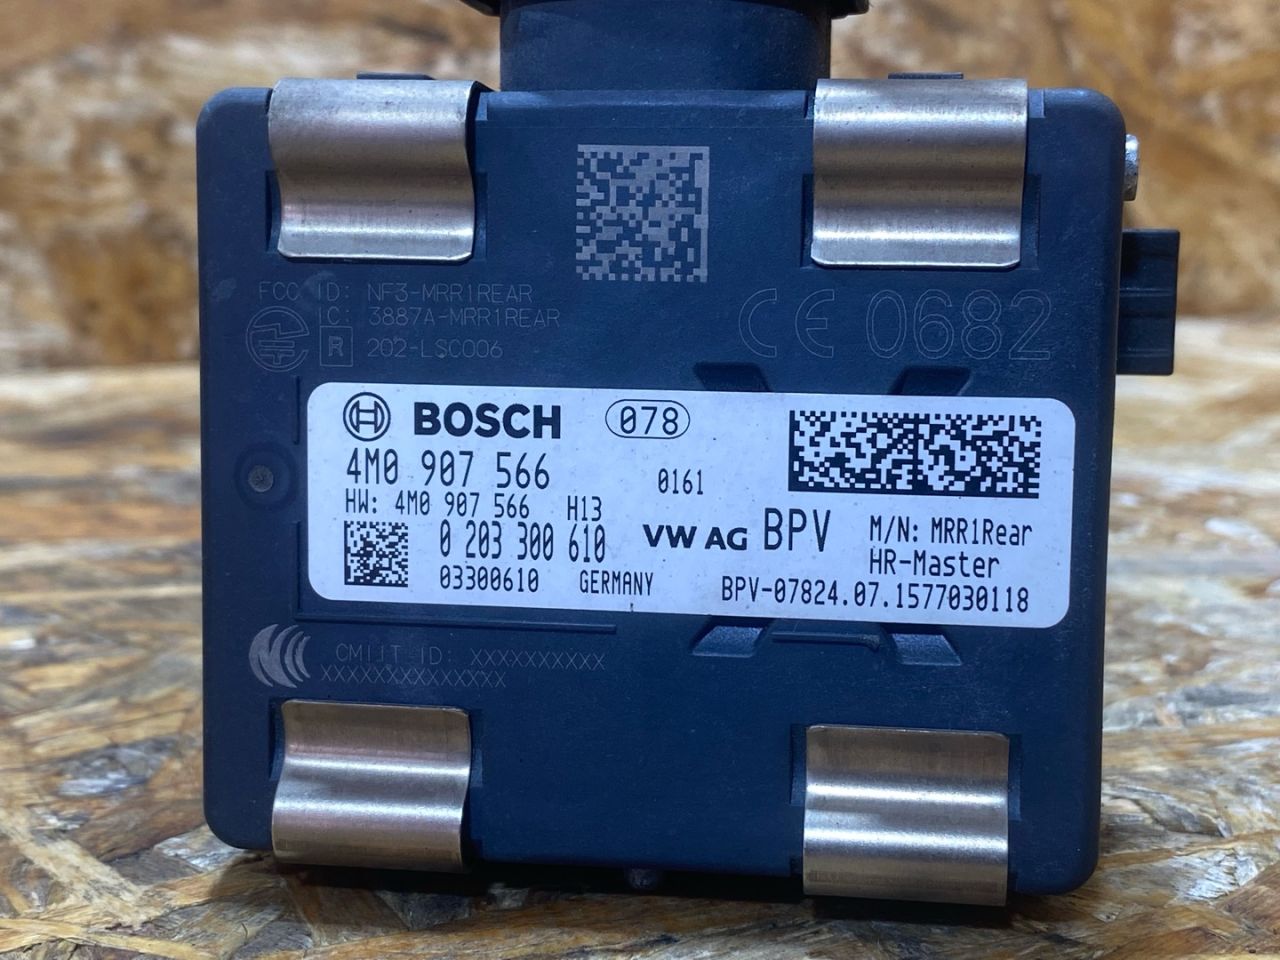 FCC ID: NF3-MRR1REAR
IC: 3887A-MRR1REAR
R 202-LSC006
CE 0682
BOSCH 078
4M0 907 566 0161
HW: 4M0 907 566 H13
0 203 300 610
03300610 GERMANY
VW AG BPV
M/N: MRR1Rear
HR-Master
BPV-07824.07.1577030118
CMIIT ID: XXXXXXXXXX
XXXXXXXXXXXXXX